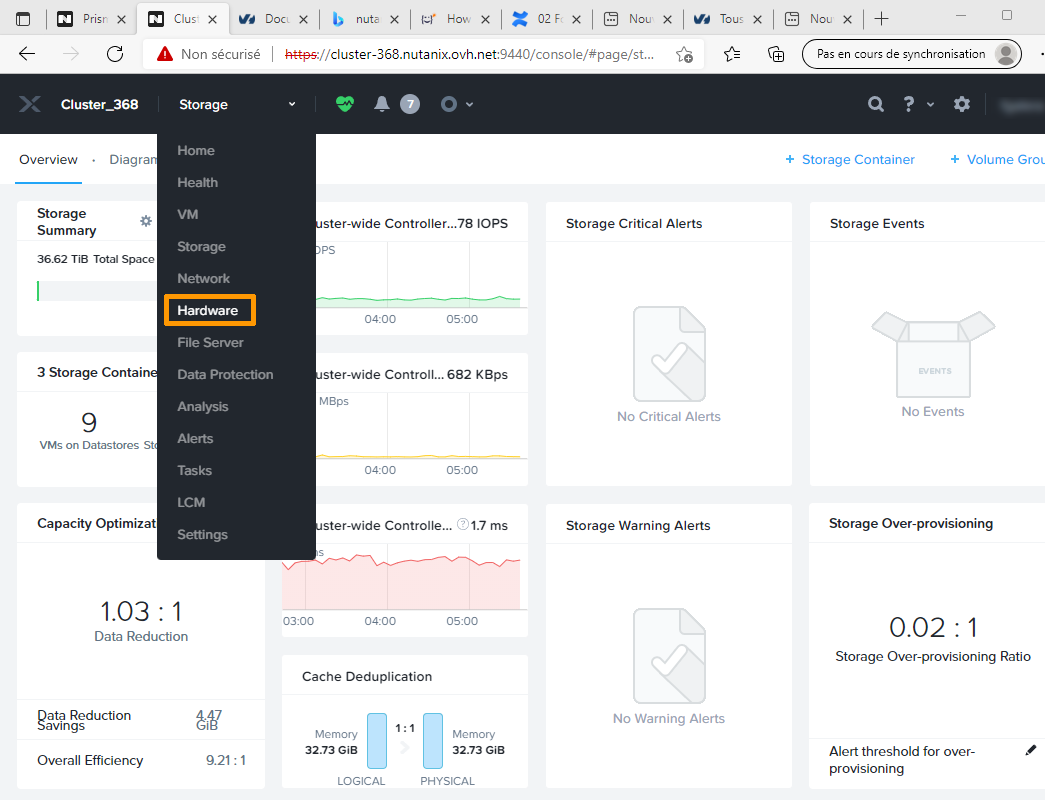 Prisn
Clust
Docu
nuta
How
02 Fo
Nouv
Tous
Nouv
Non sécurisé
https://cluster-368.nutanix.ovh.net:9440/console/#page/st...
Pas en cours de synchronisation
Cluster_368
Storage
7
?
Overview · Diagram
+ Storage Container
+ Volume Grou
Home
Health
VM
Storage
Network
Hardware
File Server
Data Protection
Analysis
Alerts
Tasks
LCM
Settings
Storage
Summary
36.62 TiB Total Space
3 Storage Containe
9
VMs on Datastores Sto
Capacity Optimizat
1.03 : 1
Data Reduction
Data Reduction
Savings
4.47
GiB
Overall Efficiency
9.21 : 1
luster-wide Controller...78 IOPS
OPS
04:00
05:00
luster-wide Controll... 682 KBps
MBps
04:00
05:00
luster-wide Controlle... ? 1.7 ms
ms
03:00
04:00
05:00
Cache Deduplication
Memory
32.73 GiB
1 : 1
Memory
32.73 GiB
LOGICAL
PHYSICAL
Storage Critical Alerts
No Critical Alerts
Storage Warning Alerts
No Warning Alerts
Storage Events
EVENTS
No Events
Storage Over-provisioning
0.02 : 1
Storage Over-provisioning Ratio
Alert threshold for over-
provisioning